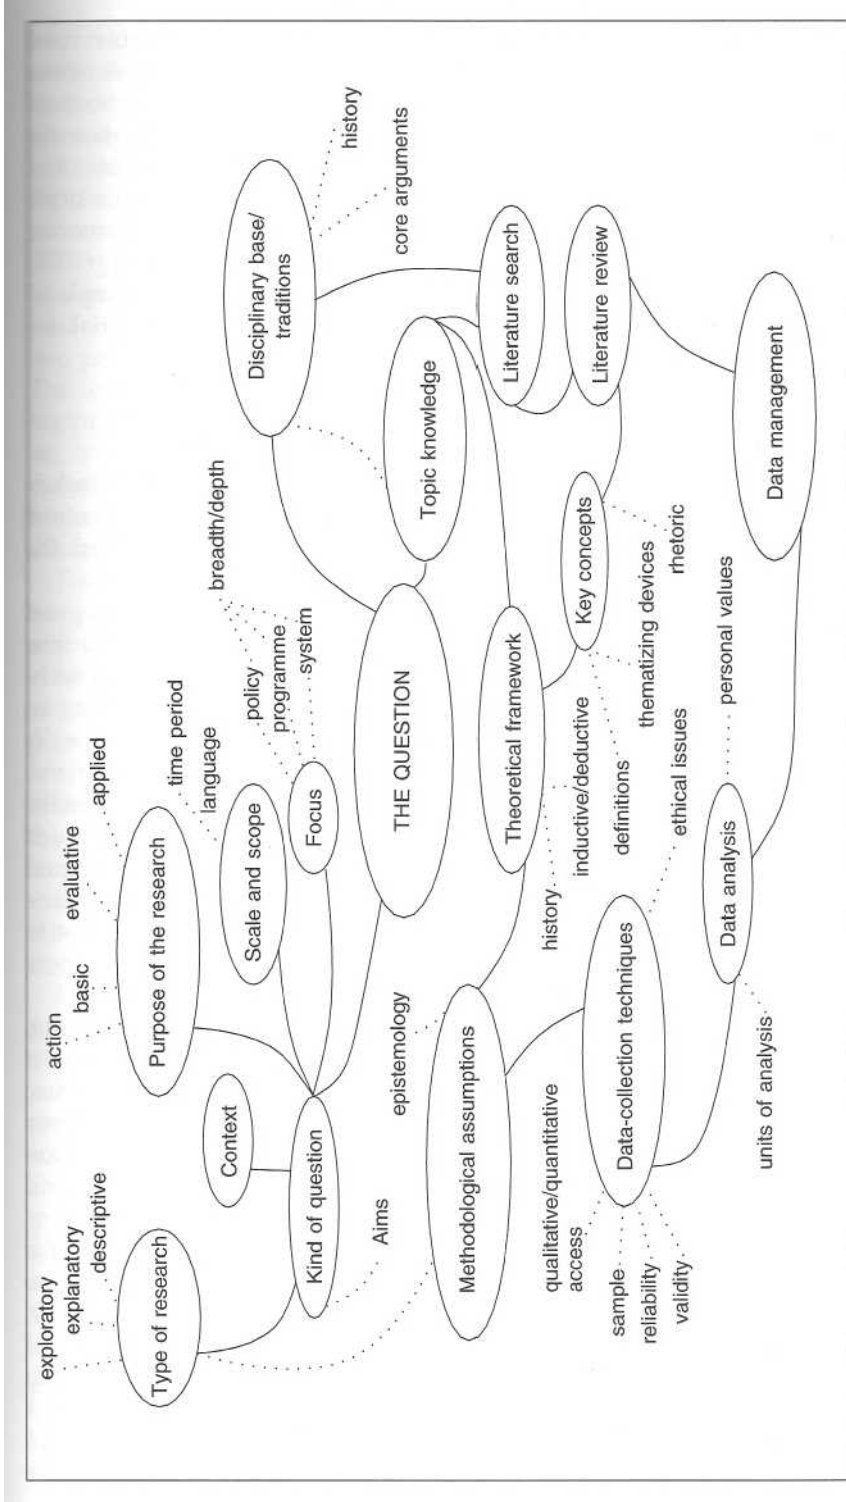 exploratory
explanatory
descriptive
Type of research
action
basic
evaluative
applied
Purpose of the research
Context
Kind of question
Aims
time period
language
Scale and scope
Focus
breadth/depth
policy
programme
system
THE QUESTION
Disciplinary base/
traditions
history
core arguments
Topic knowledge
Literature search
Literature review
epistemology
Methodological assumptions
Theoretical framework
history
inductive/deductive
Key concepts
definitions
thematizing devices
rhetoric
qualitative/quantitative
access
sample
reliability
validity
Data-collection techniques
ethical issues
Data analysis
personal values
units of analysis
Data management